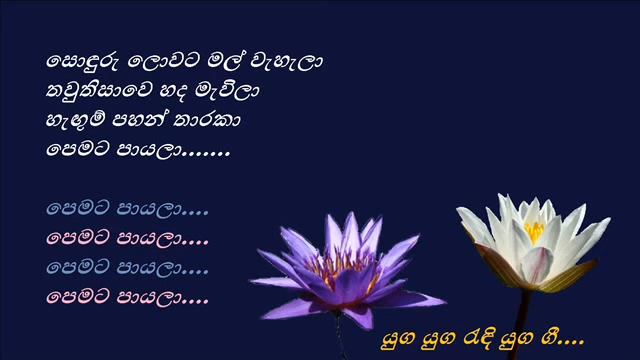 සොඳුරු ලොවට මල් වැහැලා
තවුතිසාවෙ හද මැවිලා
හැඟුම් පහන් තාරකා
පෙමට පායලා.......
පෙමට පායලා....
පෙමට පායලා....
පෙමට පායලා....
පෙමට පායලා....
යුග යුග රැඳි යුග ගී....